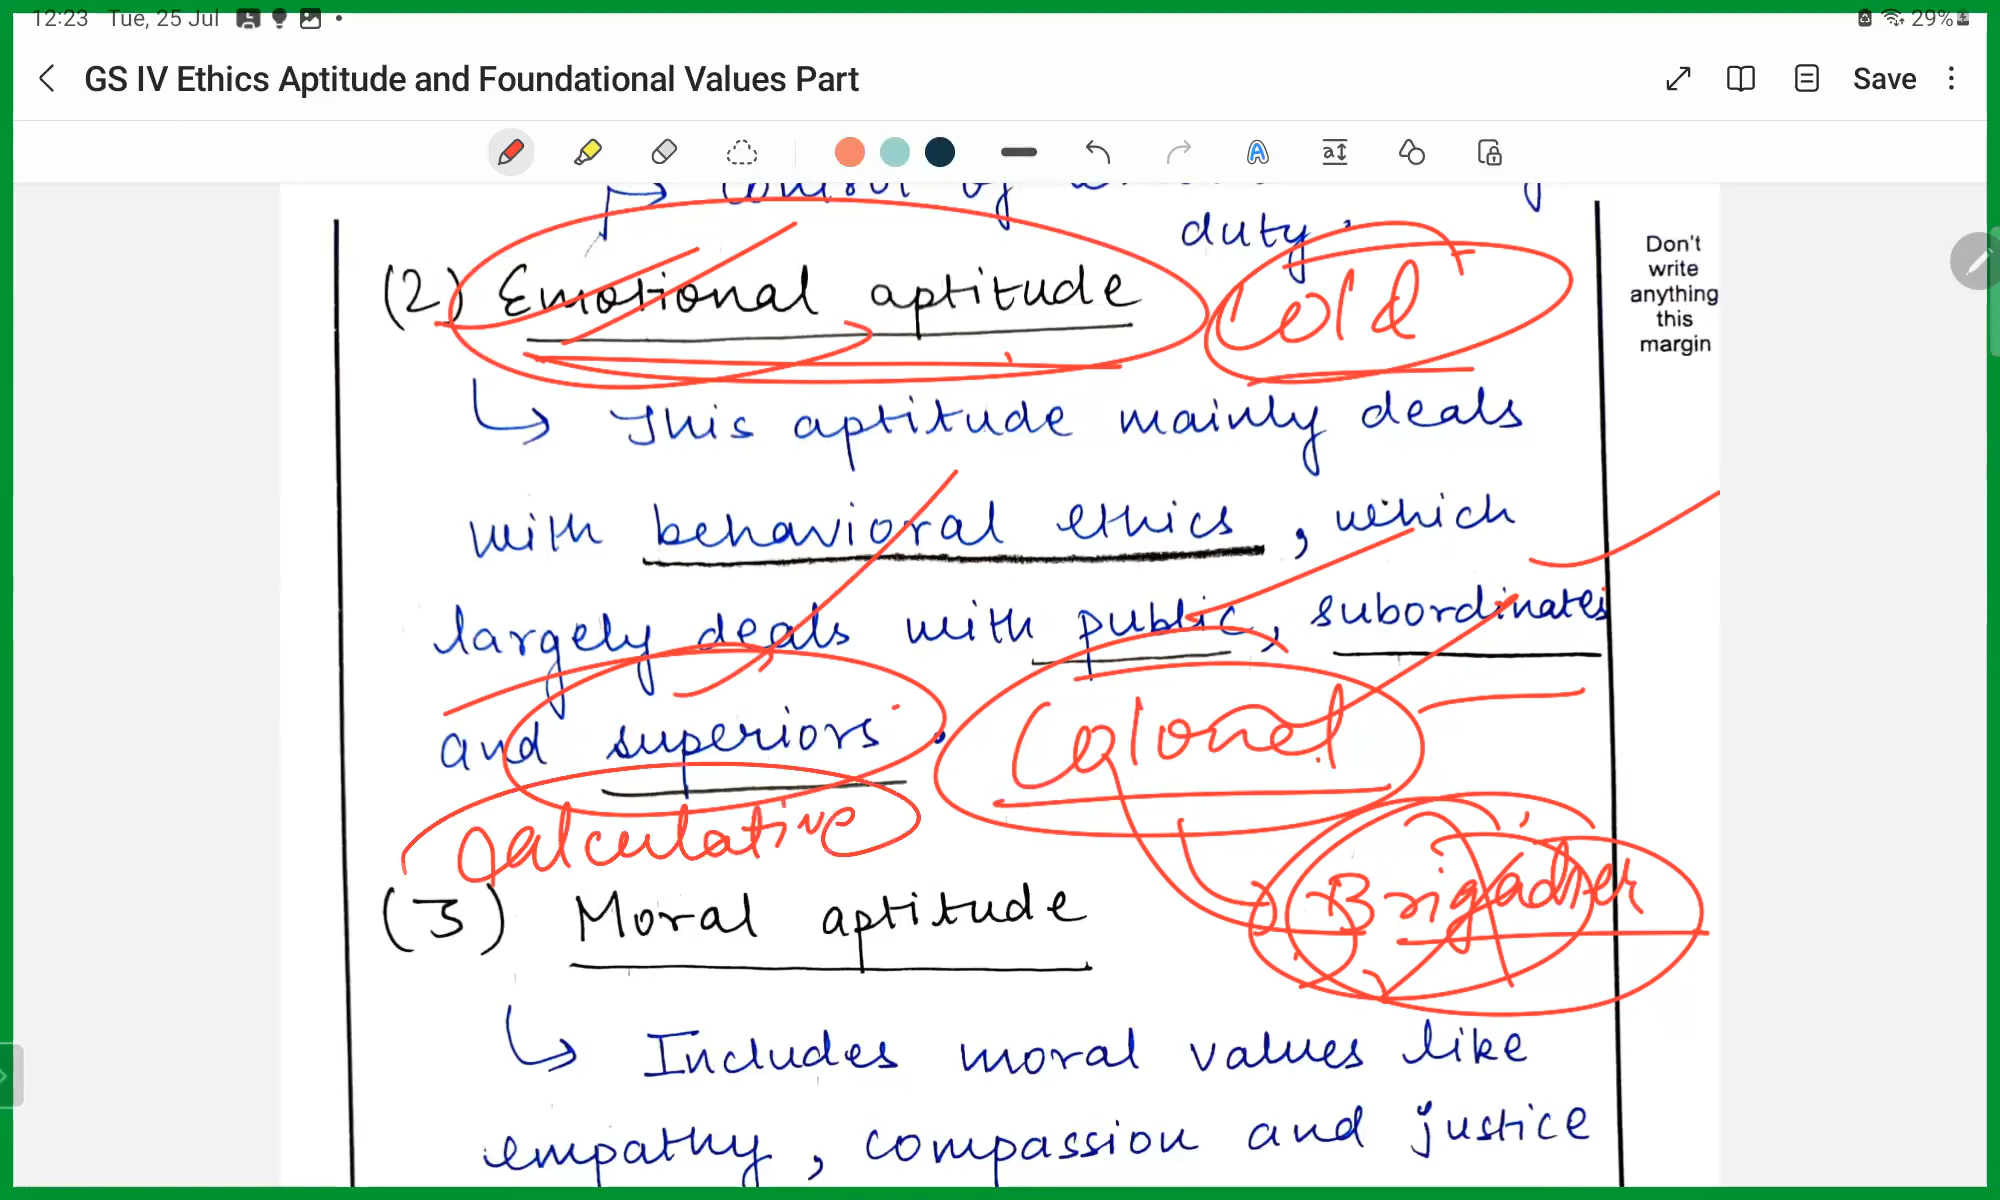 12:23 Tue, 25 Jul
29%
GS IV Ethics Aptitude and Foundational Values Part
Save
duty.
(2) Emotional aptitude
Cold
Don't
write
anything
this
margin
↳ This aptitude mainly deals
with behavioral ethics, which
largely deals with public, subordinates
and superiors.
Colonel
Calculative
Brigadier
(3) Moral aptitude
↳ Includes moral values like
empathy, compassion and justice